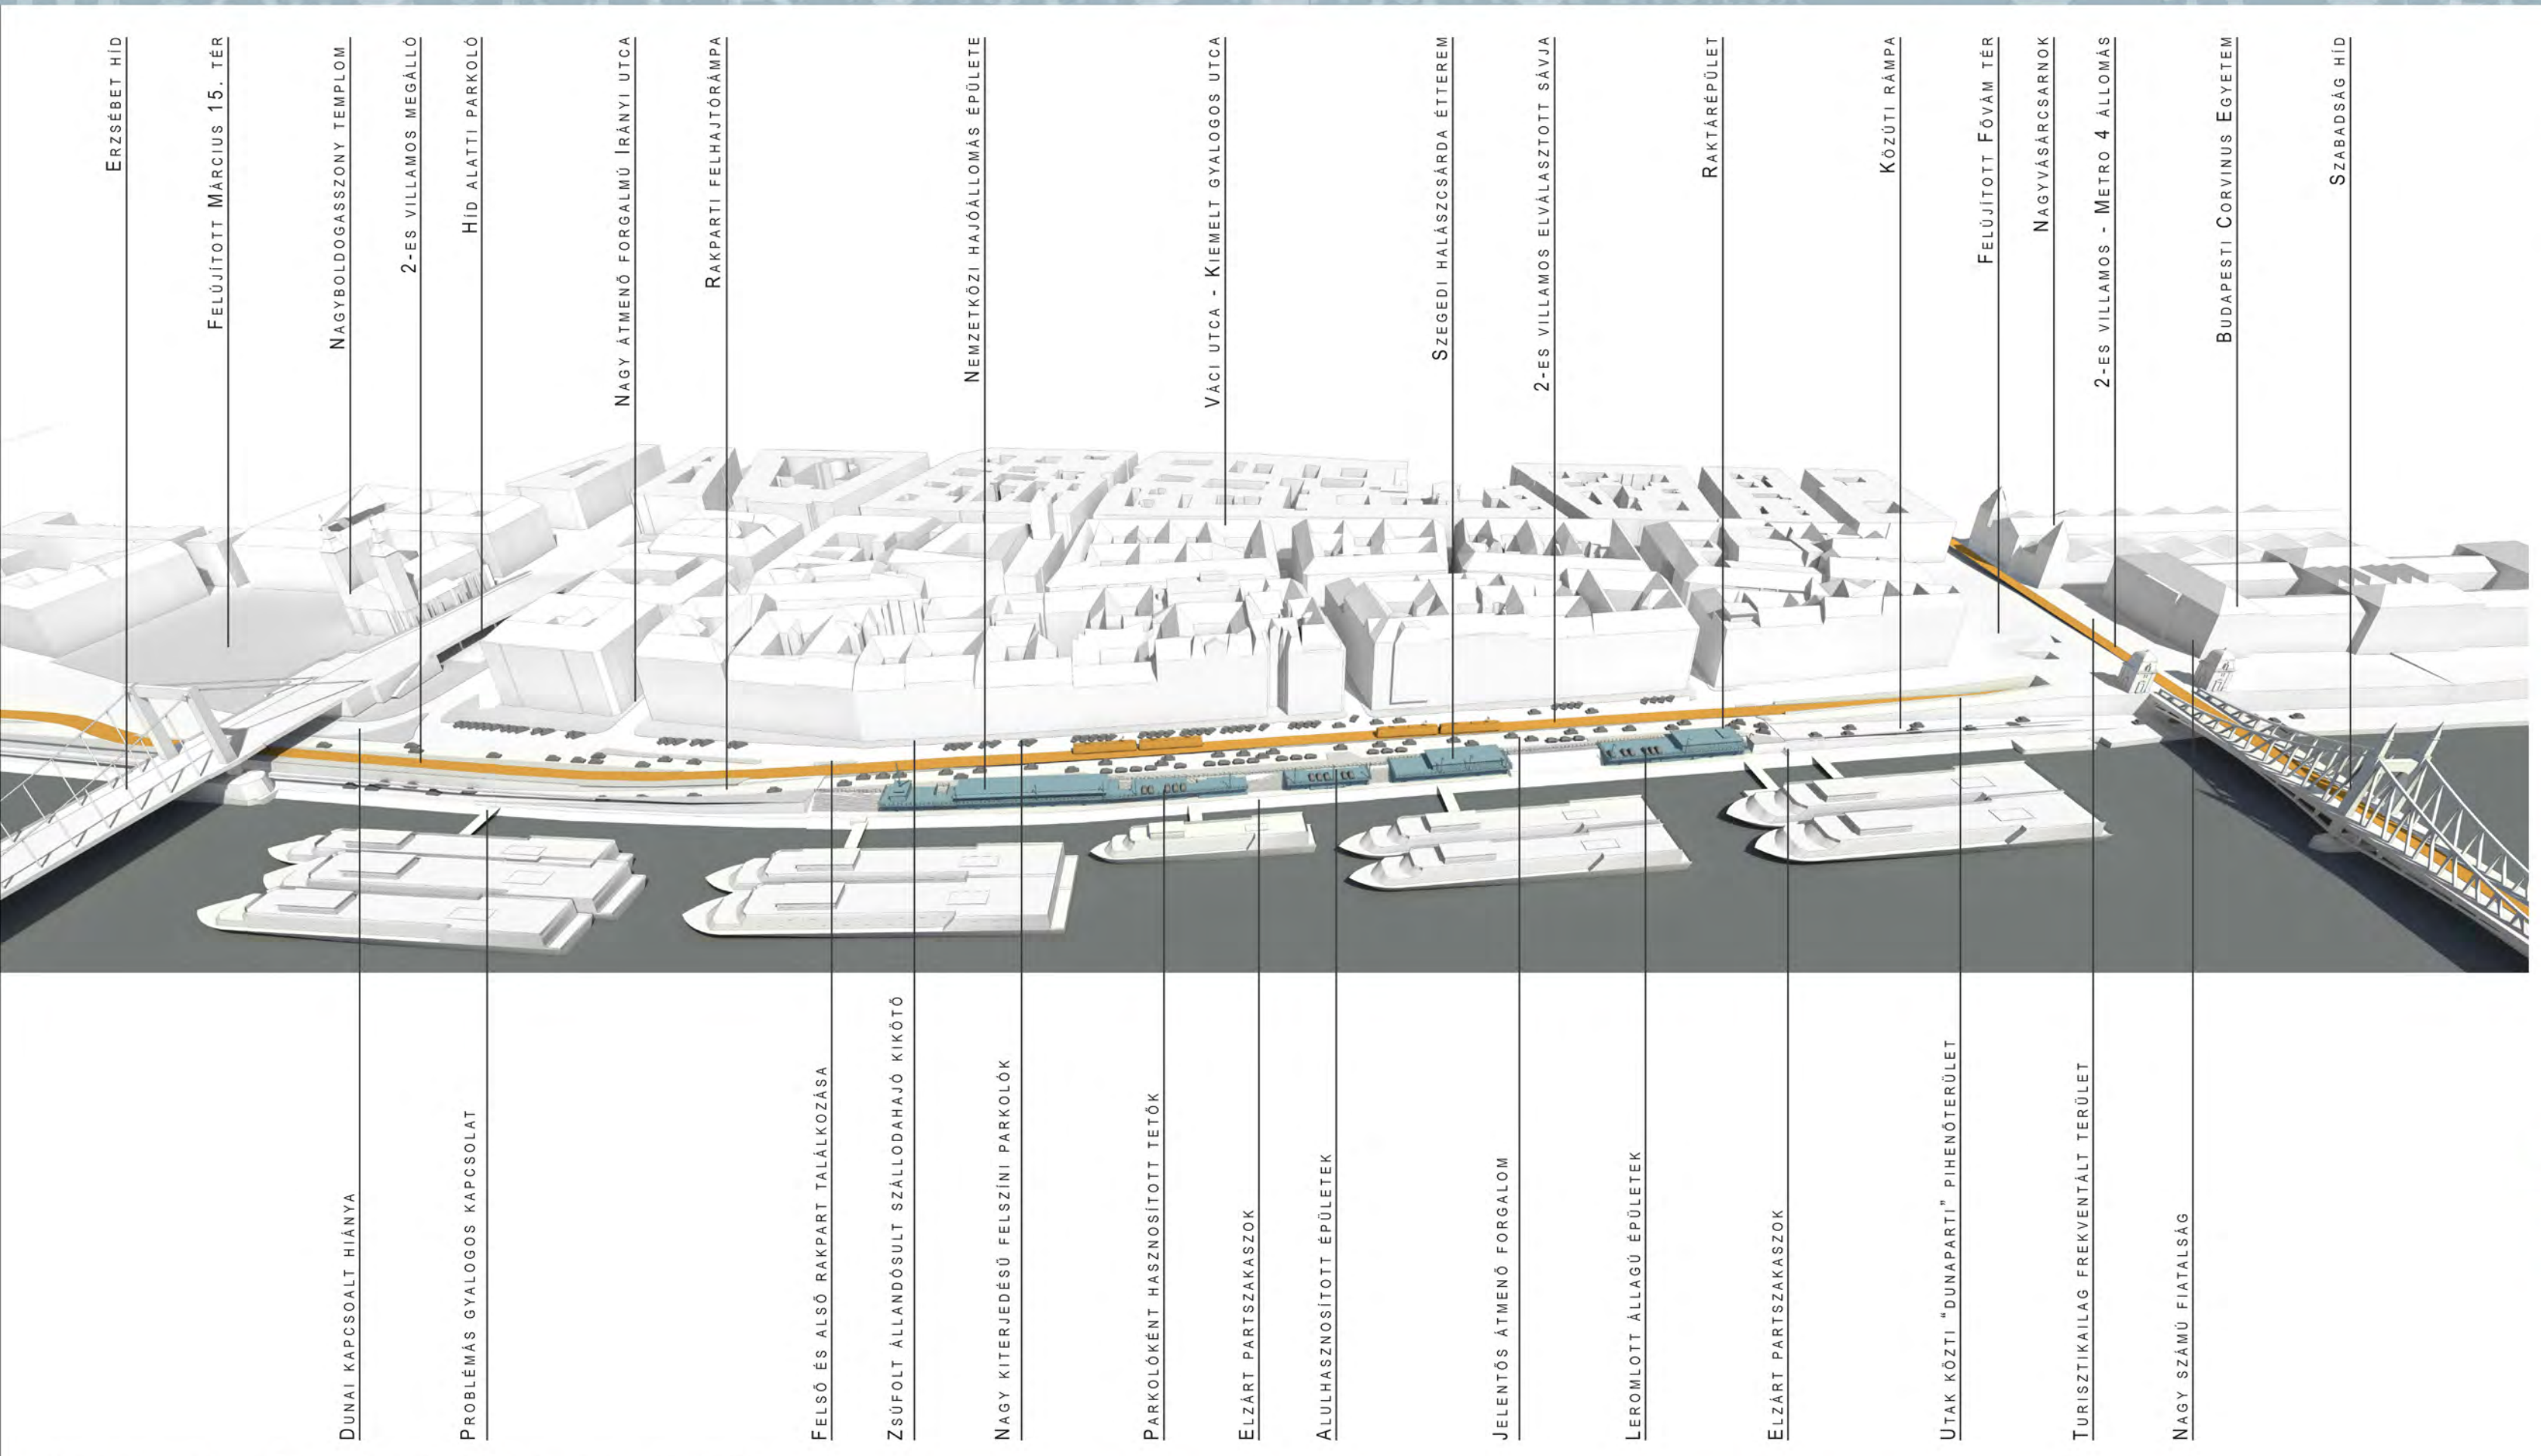 Erzsébet híd
Felújított Március 15. tér
Nagyboldogasszony templom
2-es villamos megálló
Híd alatti parkoló
Nagy átmenő forgalmú Irányi utca
Rakparti felhajtórámpa
Nemzetközi hajóállomás épülete
Váci utca - Kiemelt gyalogos utca
Szegedi halászcsárda étterem
2-es villamos elválasztott sávja
Raktárépület
Közúti rámpa
Felújított Fővám tér
Nagyvásárcsarnok
2-es villamos - Metro 4 állomás
Budapesti Corvinus Egyetem
Szabadság híd
Dunai kapcsoalt hiánya
Problémás gyalogos kapcsolat
Felső és alsó rakpart találkozása
Zsúfolt állandósult szállodahajó kikötő
Nagy kiterjedésű felszíni parkolók
Parkolóként hasznosított tetők
Elzárt partszakaszok
Alulhasznosított épületek
Jelentős átmenő forgalom
Leromlott állagú épületek
Elzárt partszakaszok
Utak közti "dunaparti" pihenőterület
Turisztikailag frekventált terület
Nagy számú fiatalság